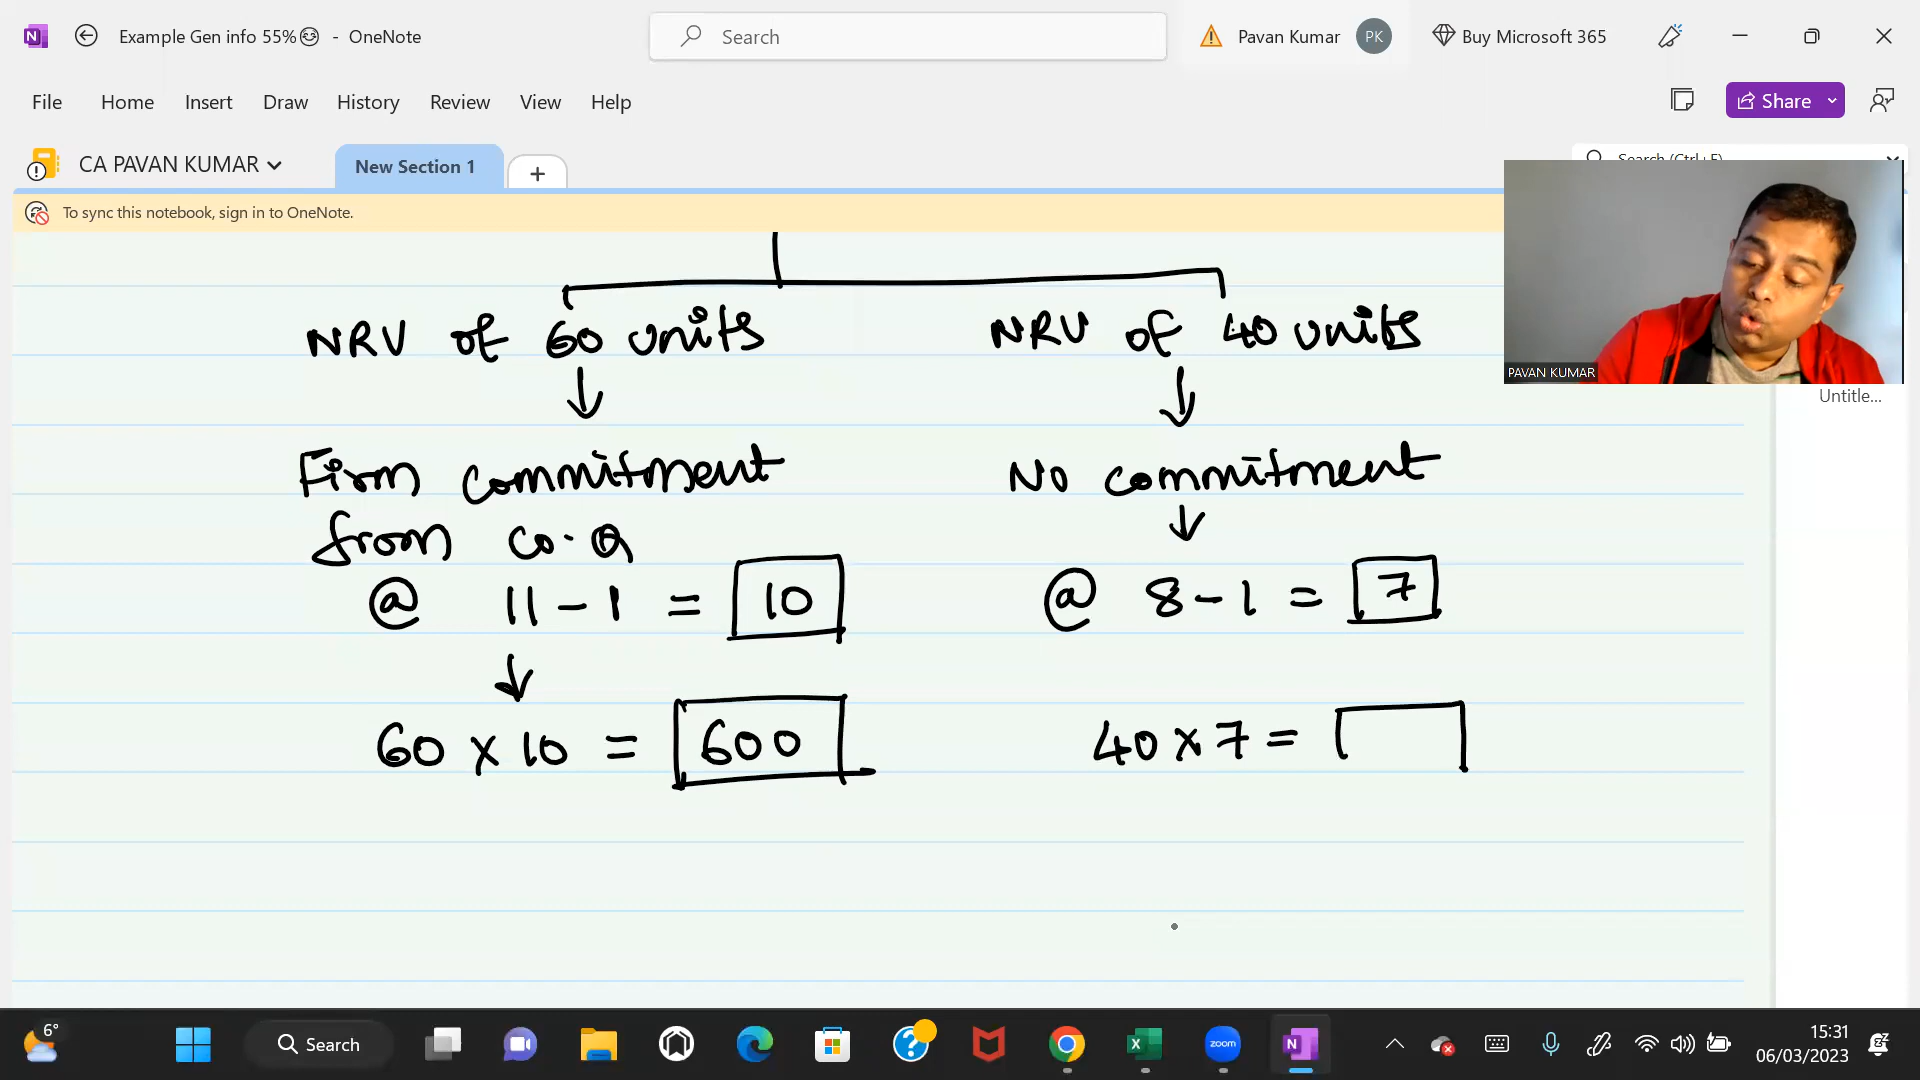 Example Gen info 55% - OneNote
Search
Pavan Kumar
PK
Buy Microsoft 365
File Home Insert Draw History Review View Help
Share
CA PAVAN KUMAR
New Section 1
+
Search (Ctrl+F)
To sync this notebook, sign in to OneNote.
PAVAN KUMAR
Untitle...
NRV of 60 units
NRV of 40 units
Firm commitment
from Co. Q
No commitment
@ 11 - 1 = 10
@ 8 - 1 = 7
60 x 10 = 600
40 x 7 =
6°
Search
zoom
15:31
06/03/2023